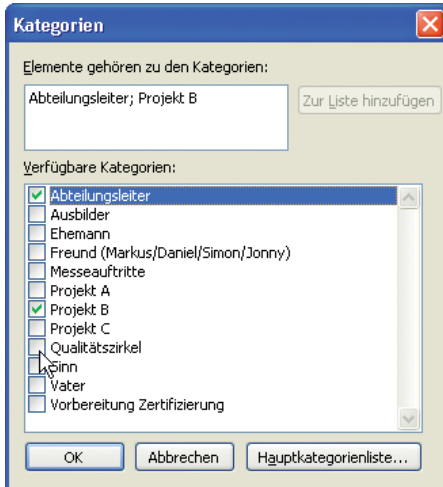 Kategorien
Elemente gehören zu den Kategorien:
Abteilungsleiter; Projekt B
Zur Liste hinzufügen
Verfügbare Kategorien:
Abteilungsleiter
Ausbilder
Ehemann
Freund (Markus/Daniel/Simon/Jonny)
Messeauftritte
Projekt A
Projekt B
Projekt C
Qualitätszirkel
Sinn
Vater
Vorbereitung Zertifizierung
OK
Abbrechen
Hauptkategorienliste...